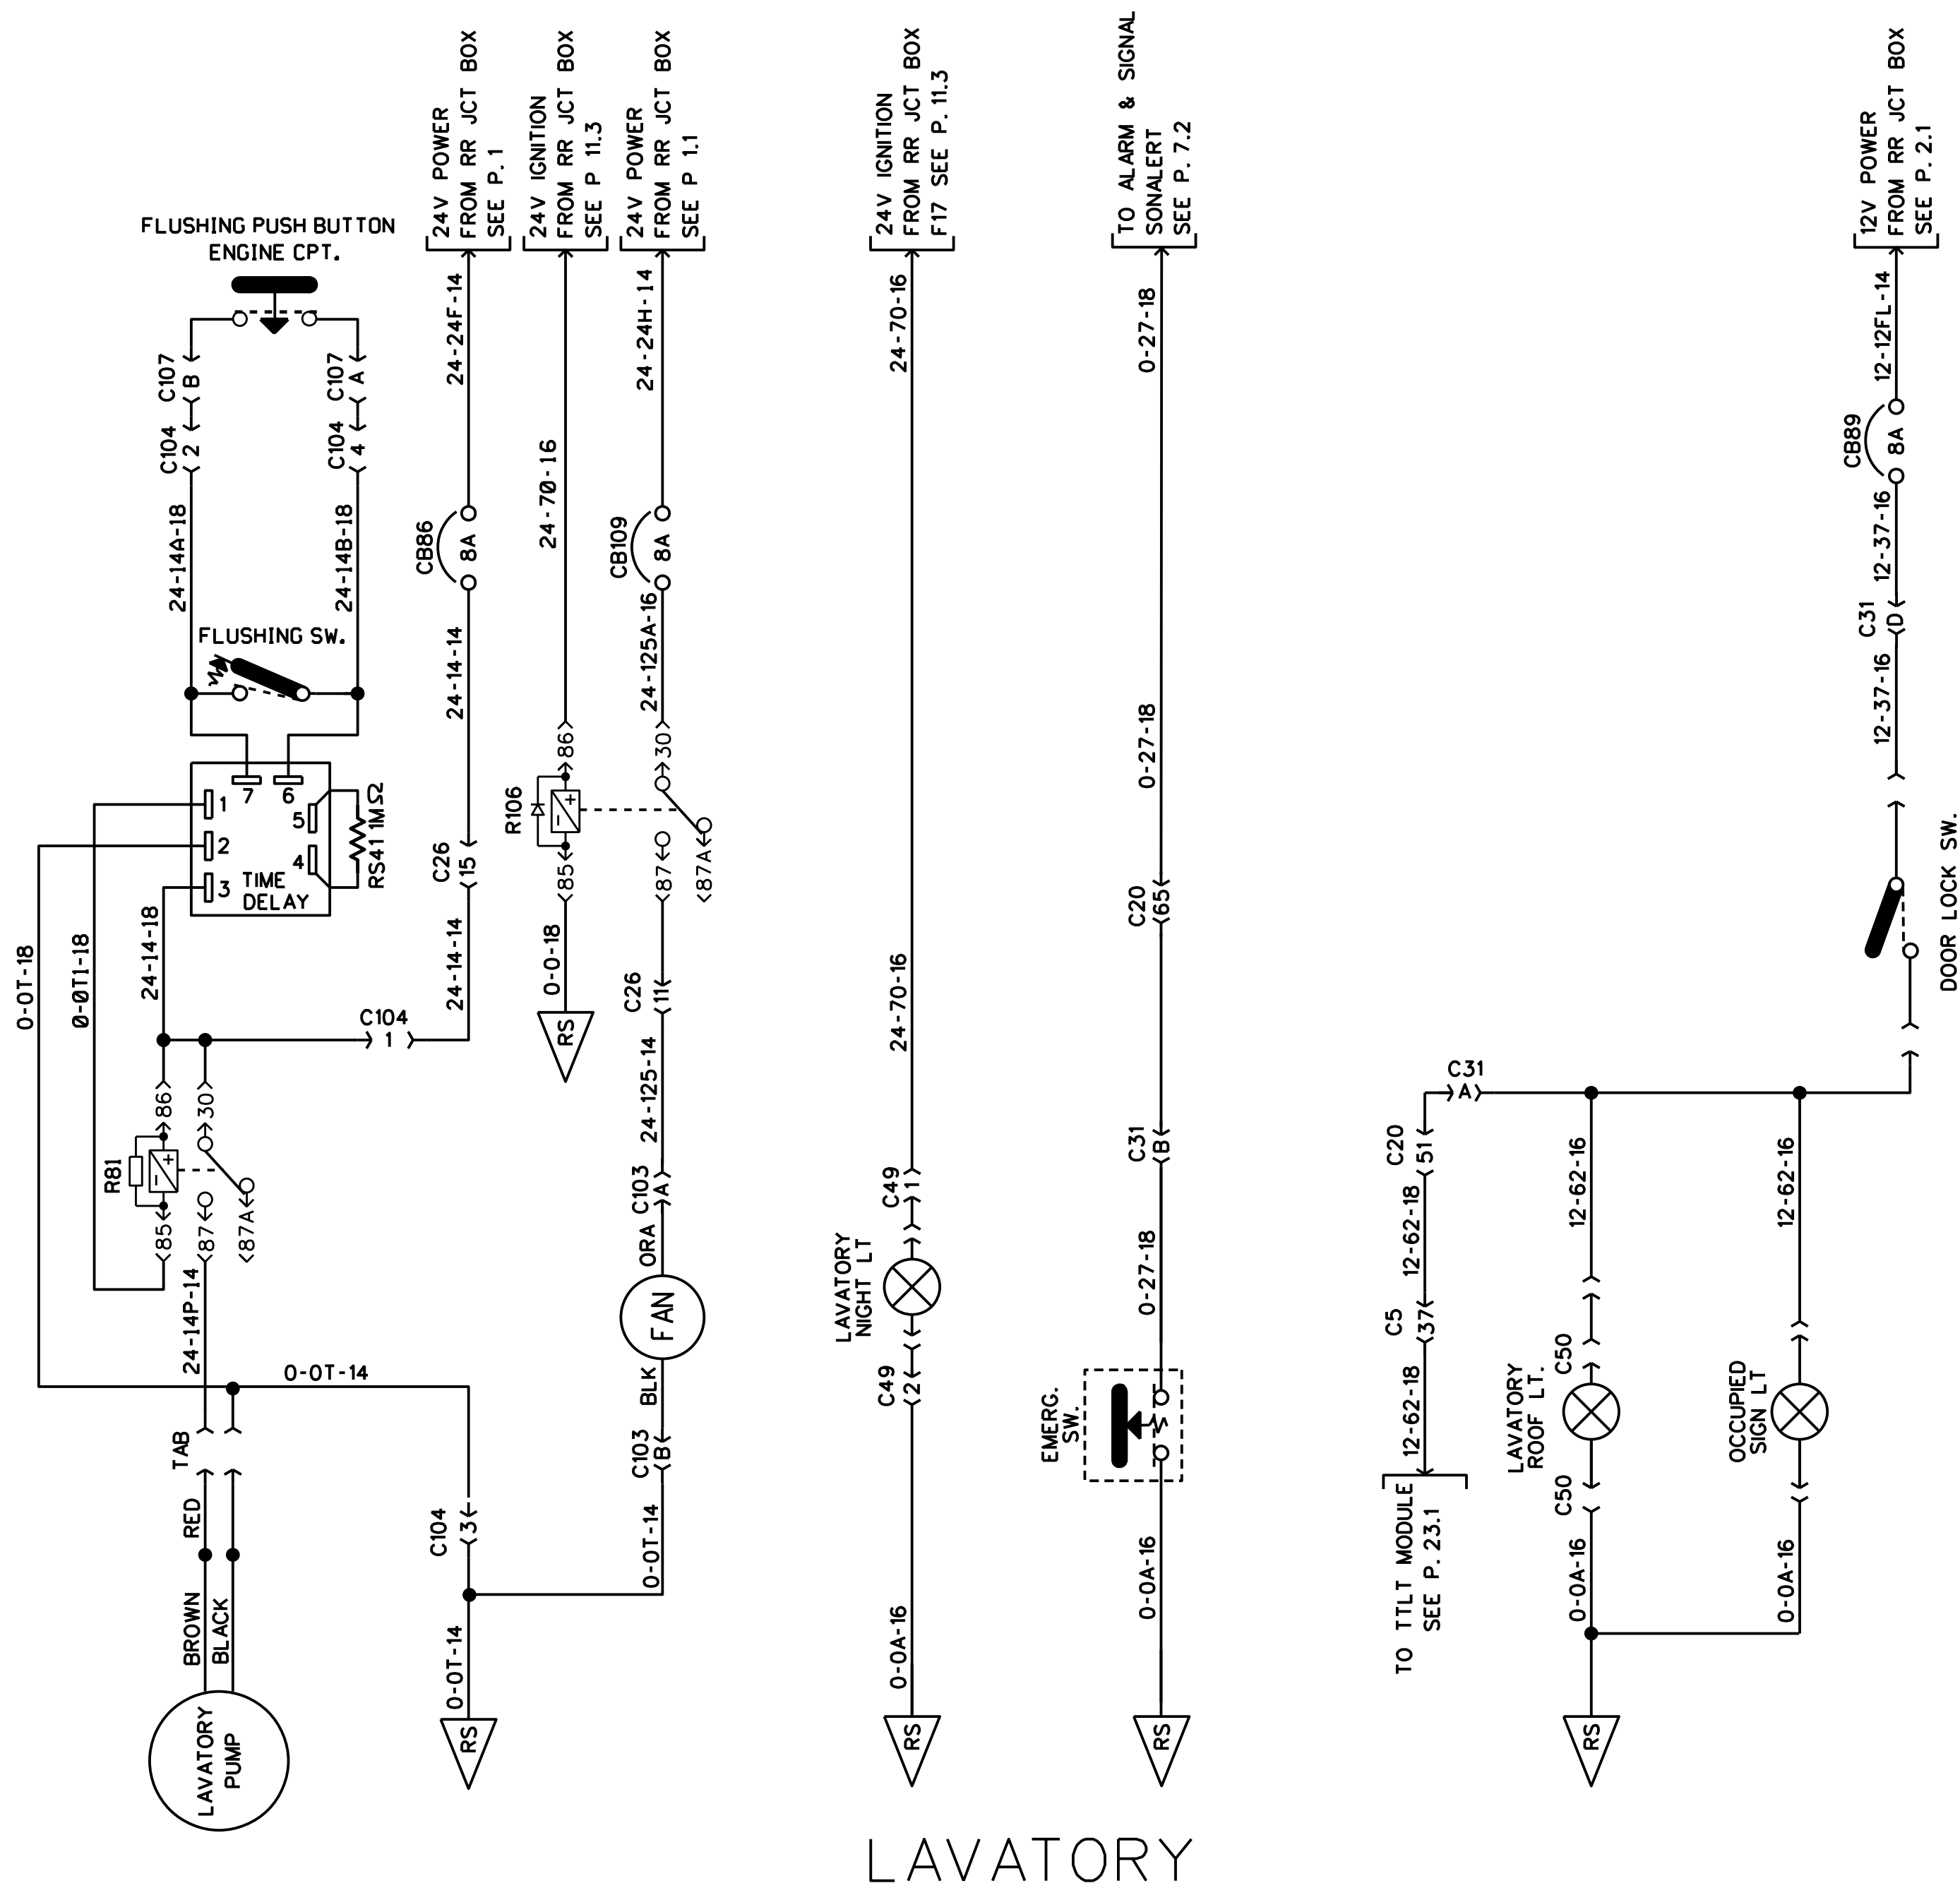 FLUSHING PUSH BUTTON
ENGINE CPT.
C107
B
C107
A
C104
2
C104
4
24-14A-18
24-14B-18
FLUSHING SW.
7
6
1
2
3
5
4
TIME
DELAY
RS41 1MΩ
0-0T-18
0-0T1-18
24-14-18
C104
1
86
30
R81
85
87
87A
24-14P-14
0-0T-14
TAB
RED
BROWN
BLACK
LAVATORY
PUMP
24V POWER
FROM RR JCT BOX
SEE P. 1
24-24F-14
CB86
8A
24-14-14
C26
15
24-14-14
C104
3
0-0T-14
RS
24V IGNITION
FROM RR JCT BOX
SEE P 11.3
24-70-16
86
R106
85
0-0-18
RS
24V POWER
FROM RR JCT BOX
SEE P 1.1
24-24H-14
CB109
8A
24-125A-16
30
87
87A
C26
11
24-125-14
C103
A
ORA
FAN
BLK
C103
B
0-0T-14
24V IGNITION
FROM RR JCT BOX
F17 SEE P. 11.3
24-70-16
24-70-16
C49
1
LAVATORY
NIGHT LT
C49
2
0-0A-16
RS
TO ALARM & SIGNAL
SONALERT
SEE P. 7.2
0-27-18
0-27-18
C20
65
C31
B
0-27-18
EMERG.
SW.
0-0A-16
RS
12V POWER
FROM RR JCT BOX
SEE P. 2.1
12-12FL-14
CB89
8A
12-37-16
C31
D
12-37-16
DOOR LOCK SW.
C31
A
C20
51
12-62-18
C5
37
12-62-18
TO TTLT MODULE
SEE P. 23.1
12-62-16
C50
LAVATORY
ROOF LT.
C50
0-0A-16
RS
12-62-16
OCCUPIED
SIGN LT
0-0A-16
LAVATORY